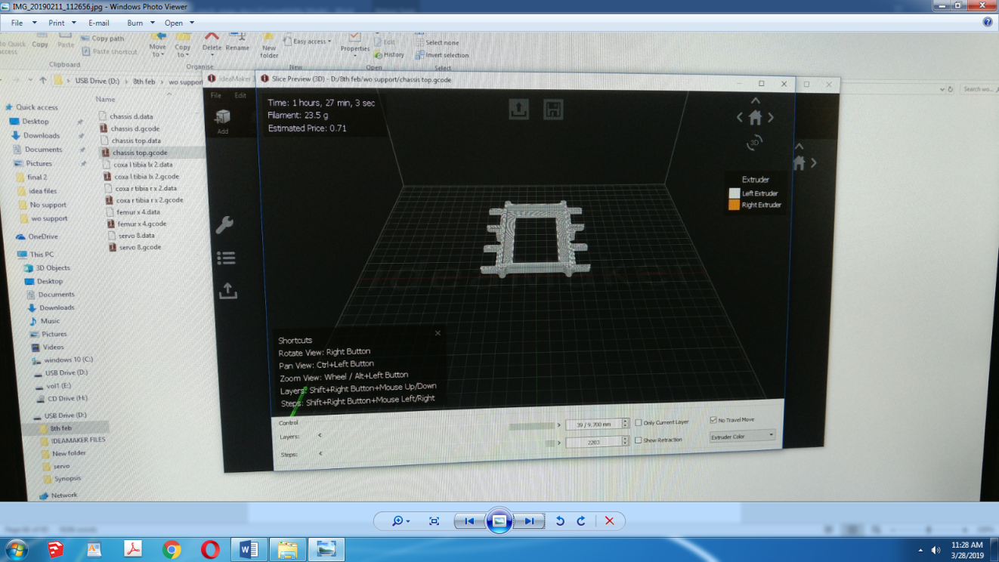 IMG_20190211_112656.jpg - Windows Photo Viewer
File Print E-mail Burn Open
Copy path
Copy
Paste
Paste shortcut
Clipboard
Move to
Copy to
Delete
Rename
Organise
New folder
Easy access
New
Properties
Edit
History
Open
Select none
Invert selection
Select
USB Drive (D:) > 8th feb > wo support
Search wo...
Quick access
Desktop
Downloads
Documents
Pictures
final 2
idea files
No support
wo support
OneDrive
This PC
3D Objects
Desktop
Documents
Downloads
Music
Pictures
Videos
windows 10 (C:)
USB Drive (D:)
vol1 (E:)
CD Drive (H:)
USB Drive (D:)
8th feb
IDEAMAKER FILES
New folder
servo
Synopsis
Network
Name
chassis d.data
chassis d.gcode
chassis top.data
chassis top.gcode
coxa l tibia lx 2.data
coxa l tibia lx 2.gcode
coxa r tibia r x 2.data
coxa r tibia r x 2.gcode
femur x 4.data
femur x 4.gcode
servo 8.data
servo 8.gcode
ideaMaker
File Edit
Add
Slice Preview (3D) - D:/8th feb/wo support/chassis top.gcode
Time: 1 hours, 27 min, 3 sec
Filament: 23.5 g
Estimated Price: 0.71
3D
Extruder
Left Extruder
Right Extruder
Shortcuts
Rotate View: Right Button
Pan View: Ctrl+Left Button
Zoom View: Wheel / Alt+Left Button
Layers: Shift+Right Button+Mouse Up/Down
Steps: Shift+Right Button+Mouse Left/Right
Control
Layers:
39 / 9.700 mm
Only Current Layer
No Travel Move
Steps:
2203
Show Retraction
Extruder Color
11:28 AM
3/28/2019